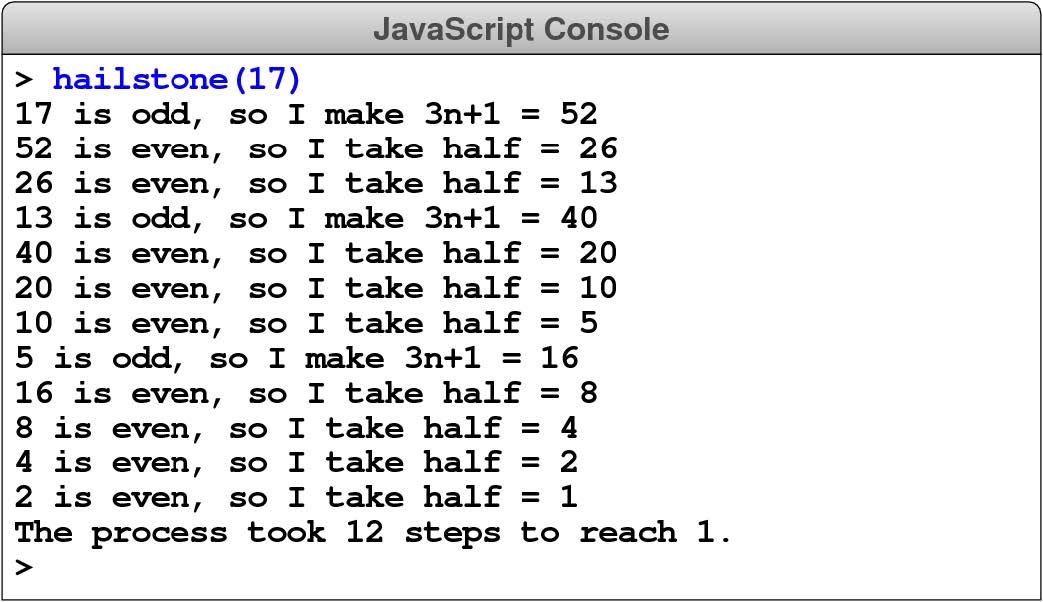 JavaScript Console
> hailstone(17)
17 is odd, so I make 3n+1 = 52
52 is even, so I take half = 26
26 is even, so I take half = 13
13 is odd, so I make 3n+1 = 40
40 is even, so I take half = 20
20 is even, so I take half = 10
10 is even, so I take half = 5
5 is odd, so I make 3n+1 = 16
16 is even, so I take half = 8
8 is even, so I take half = 4
4 is even, so I take half = 2
2 is even, so I take half = 1
The process took 12 steps to reach 1.
>